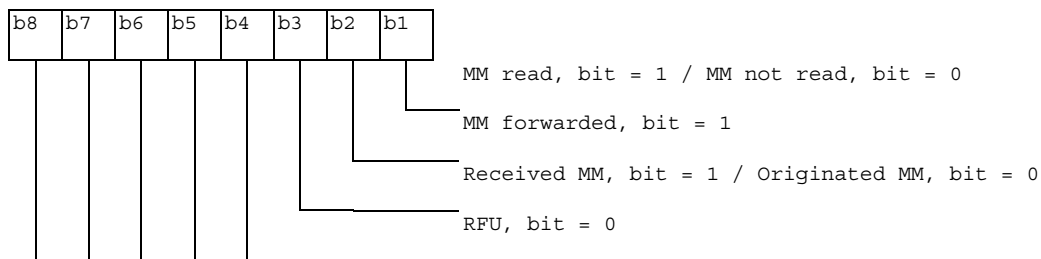 b8 b7 b6 b5 b4 b3 b2 b1
MM read, bit = 1 / MM not read, bit = 0
MM forwarded, bit = 1
Received MM, bit = 1 / Originated MM, bit = 0
RFU, bit = 0